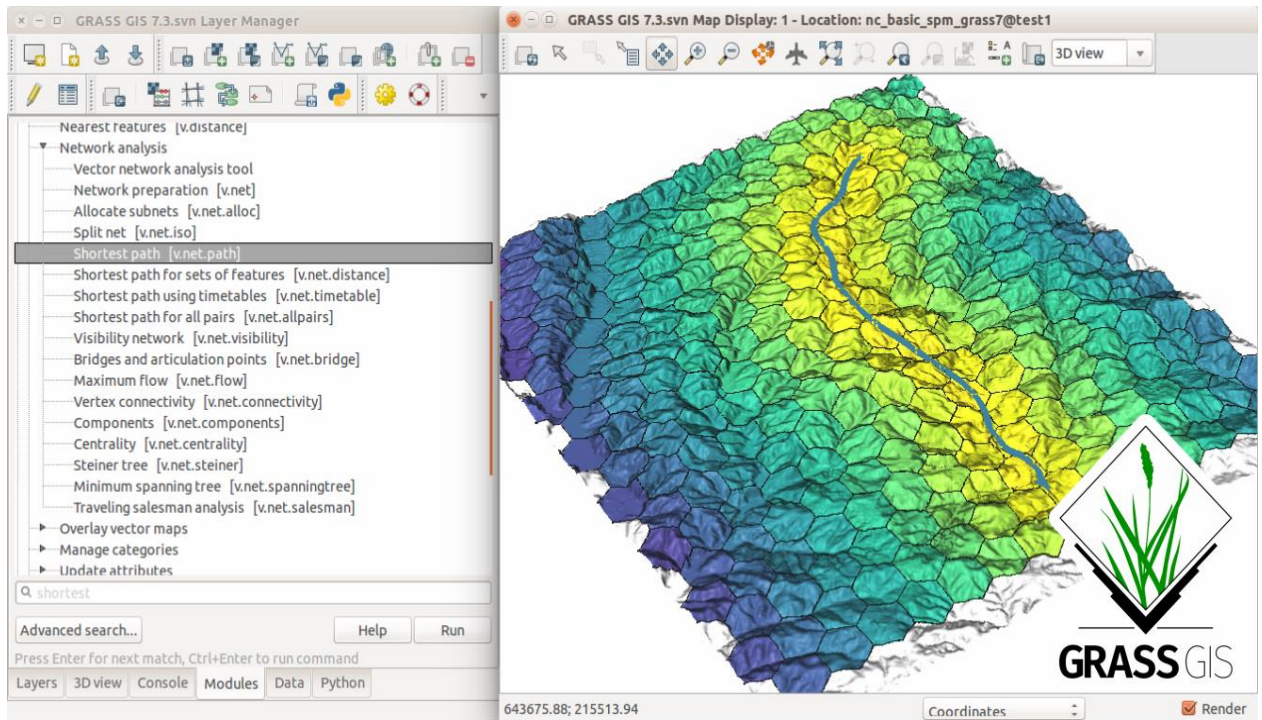 GRASS GIS 7.3.svn Layer Manager
Nearest features [v.distance]
Network analysis
Vector network analysis tool
Network preparation [v.net]
Allocate subnets [v.net.alloc]
Split net [v.net.iso]
Shortest path [v.net.path]
Shortest path for sets of features [v.net.distance]
Shortest path using timetables [v.net.timetable]
Shortest path for all pairs [v.net.allpairs]
Visibility network [v.net.visibility]
Bridges and articulation points [v.net.bridge]
Maximum flow [v.net.flow]
Vertex connectivity [v.net.connectivity]
Components [v.net.components]
Centrality [v.net.centrality]
Steiner tree [v.net.steiner]
Minimum spanning tree [v.net.spanningtree]
Traveling salesman analysis [v.net.salesman]
Overlay vector maps
Manage categories
Update attributes
shortest
Advanced search... Help Run
Press Enter for next match, Ctrl+Enter to run command
Layers 3D view Console Modules Data Python
GRASS GIS 7.3.svn Map Display: 1 - Location: nc_basic_spm_grass7@test1
3D view
GRASS GIS
643675.88; 215513.94 Coordinates Render